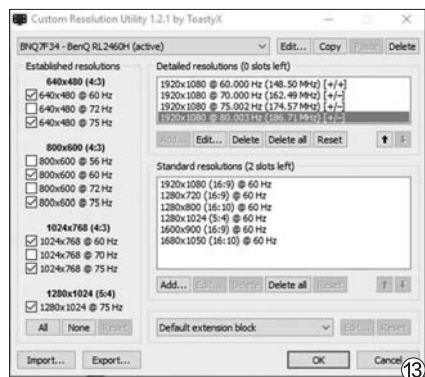 Custom Resolution Utility 1.2.1 by ToastyX
BNQ7F34 - BenQ RL2460H (active)
Edit... Copy Paste Delete
Established resolutions
640x480 (4:3)
640x480 @ 60 Hz
640x480 @ 72 Hz
640x480 @ 75 Hz
800x600 (4:3)
800x600 @ 56 Hz
800x600 @ 60 Hz
800x600 @ 72 Hz
800x600 @ 75 Hz
1024x768 (4:3)
1024x768 @ 60 Hz
1024x768 @ 70 Hz
1024x768 @ 75 Hz
1280x1024 (5:4)
1280x1024 @ 75 Hz
All None Reset
Detailed resolutions (0 slots left)
1920x1080 @ 60.000 Hz (148.50 MHz) [+/+]
1920x1080 @ 70.000 Hz (162.49 MHz) [+/-]
1920x1080 @ 75.002 Hz (174.57 MHz) [+/-]
1920x1080 @ 80.003 Hz (186.71 MHz) [+/-]
Add... Edit... Delete Delete all Reset
Standard resolutions (2 slots left)
1920x1080 (16:9) @ 60 Hz
1280x720 (16:9) @ 60 Hz
1280x800 (16:10) @ 60 Hz
1280x1024 (5:4) @ 60 Hz
1600x900 (16:9) @ 60 Hz
1680x1050 (16:10) @ 60 Hz
Add... Edit... Delete Delete all Reset
Default extension block
Edit... Reset
Import... Export...
OK Cancel
13